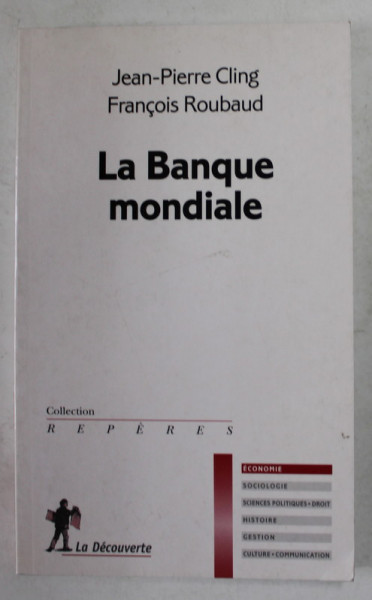 Jean-Pierre Cling
François Roubaud
La Banque
mondiale
Collection
REPÈRES
ÉCONOMIE
SOCIOLOGIE
SCIENCES POLITIQUES • DROIT
HISTOIRE
GESTION
CULTURE • COMMUNICATION
La Découverte